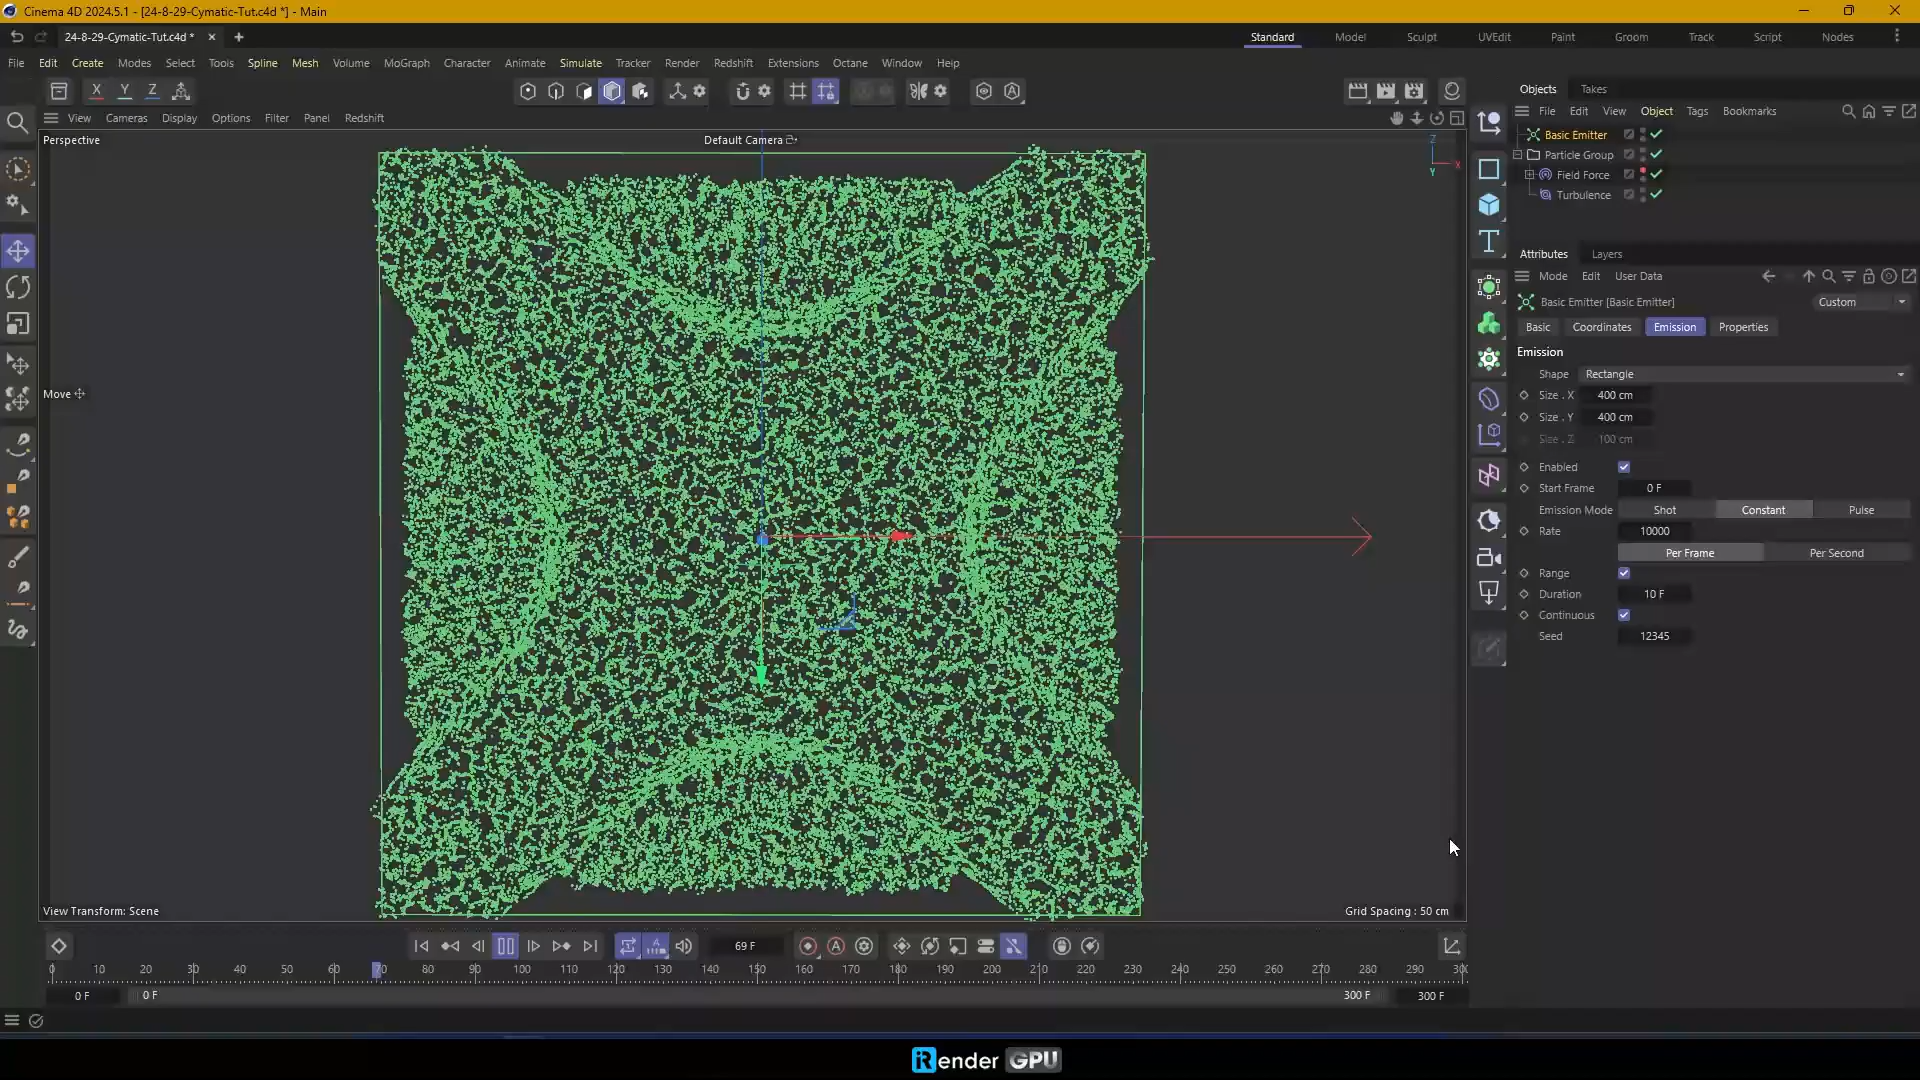 Cinema 4D 2024.5.1 - [24-8-29-Cymatic-Tut.c4d *] - Main
24-8-29-Cymatic-Tut.c4d *
Standard Model Sculpt UVEdit Paint Groom Track Script Nodes
File Edit Create Modes Select Tools Spline Mesh Volume MoGraph Character Animate Simulate Tracker Render Redshift Extensions Octane Window Help
X Y Z
Objects Takes
File Edit View Object Tags Bookmarks
View Cameras Display Options Filter Panel Redshift
Perspective
Default Camera
Z
X
Y
Basic Emitter
Particle Group
Field Force
Turbulence
Attributes Layers
Mode Edit User Data
Basic Emitter [Basic Emitter]
Custom
Basic Coordinates Emission Properties
Emission
Shape Rectangle
Size . X 400 cm
Size . Y 400 cm
Size . Z 100 cm
Enabled
Start Frame 0 F
Emission Mode Shot Constant Pulse
Rate 10000
Per Frame Per Second
Range
Duration 10 F
Continuous
Seed 12345
Move
View Transform: Scene
Grid Spacing : 50 cm
69 F
0 10 20 30 40 50 60 70 80 90 100 110 120 130 140 150 160 170 180 190 200 210 220 230 240 250 260 270 280 290 30
0 F 0 F 300 F 300 F
iRender GPU